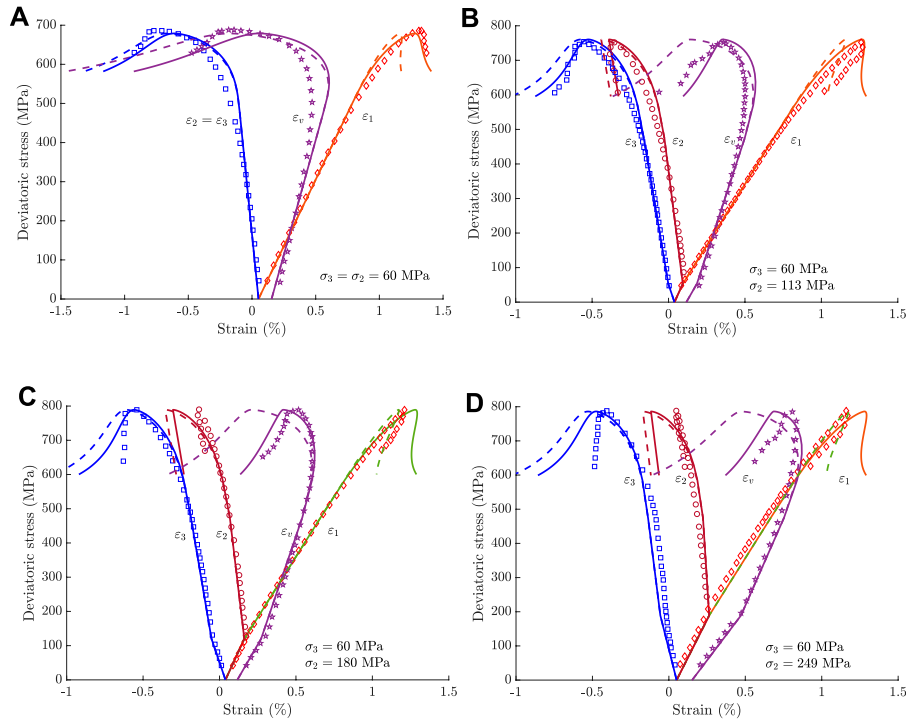 A
700
600
500
400
300
200
100
0
Deviatoric stress (MPa)
ε₂ = ε₃
εᵥ
ε₁
σ₃ = σ₂ = 60 MPa
-1.5 -1 -0.5 0 0.5 1 1.5
Strain (%)
B
800
700
600
500
400
300
200
100
0
Deviatoric stress (MPa)
ε₃ ε₂ εᵥ ε₁
σ₃ = 60 MPa
σ₂ = 113 MPa
-1 -0.5 0 0.5 1 1.5
Strain (%)
C
800
700
600
500
400
300
200
100
0
Deviatoric stress (MPa)
ε₃ ε₂ εᵥ ε₁
σ₃ = 60 MPa
σ₂ = 180 MPa
-1 -0.5 0 0.5 1 1.5
Strain (%)
D
800
700
600
500
400
300
200
100
0
Deviatoric stress (MPa)
ε₃ ε₂ εᵥ ε₁
σ₃ = 60 MPa
σ₂ = 249 MPa
-1 -0.5 0 0.5 1 1.5
Strain (%)